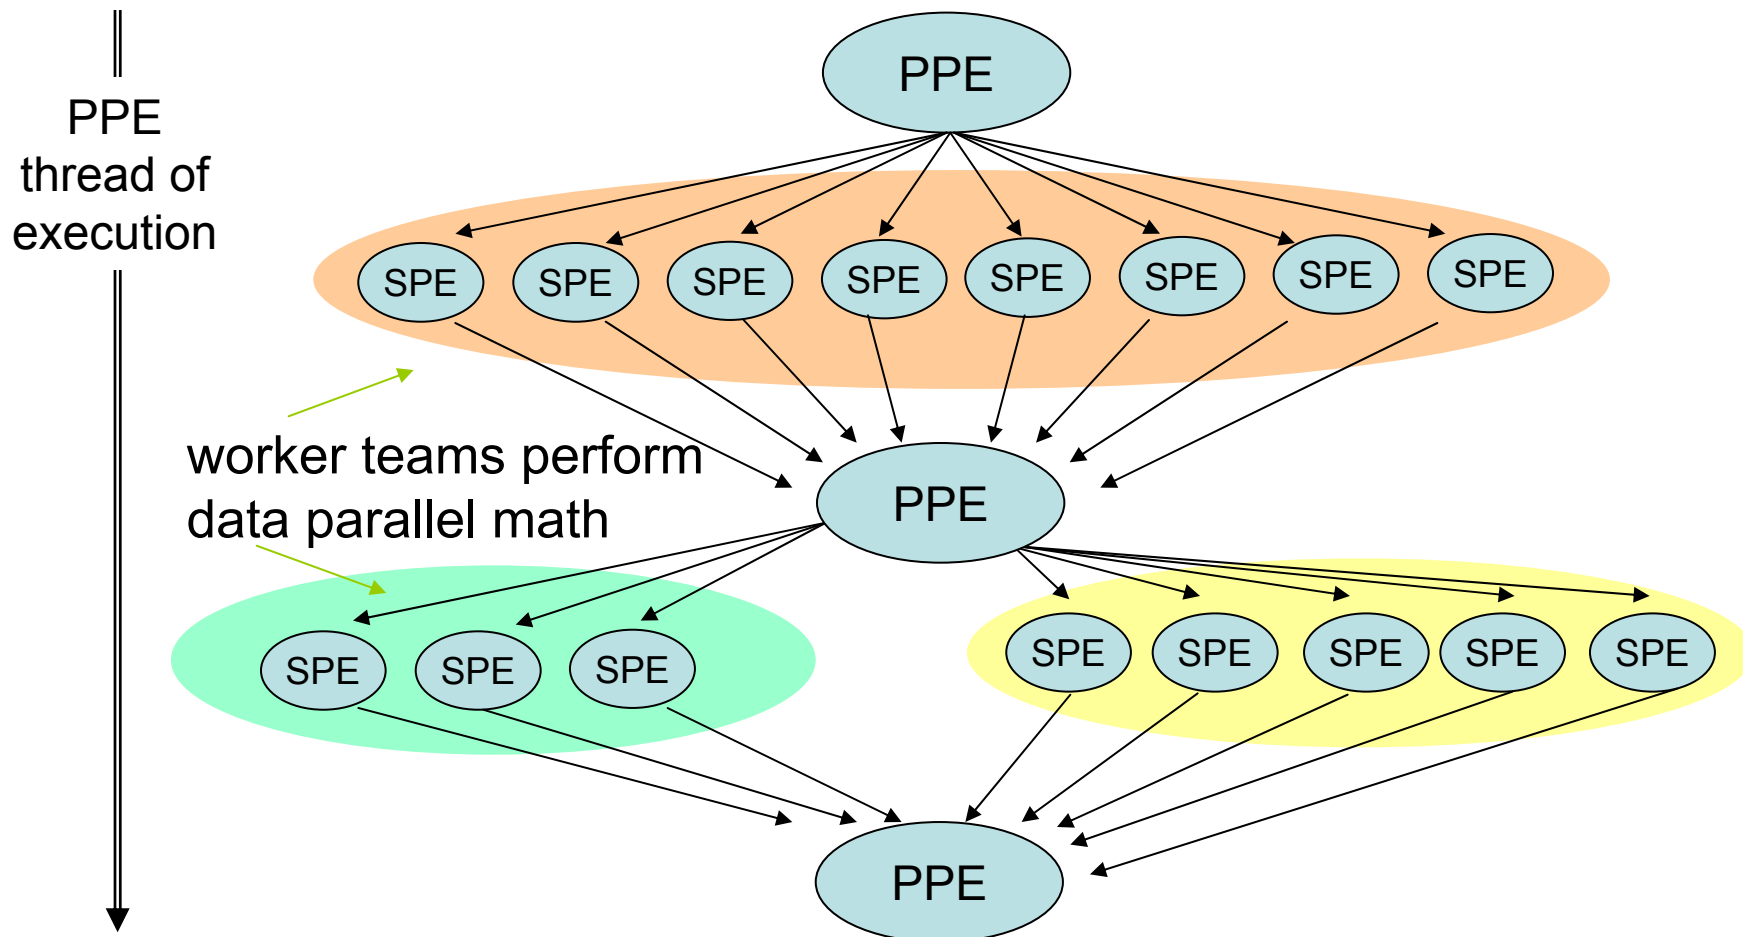 PPE
PPE
thread of
execution
SPE SPE SPE SPE SPE SPE SPE SPE
worker teams perform
data parallel math
PPE
SPE SPE SPE SPE SPE SPE SPE SPE
PPE